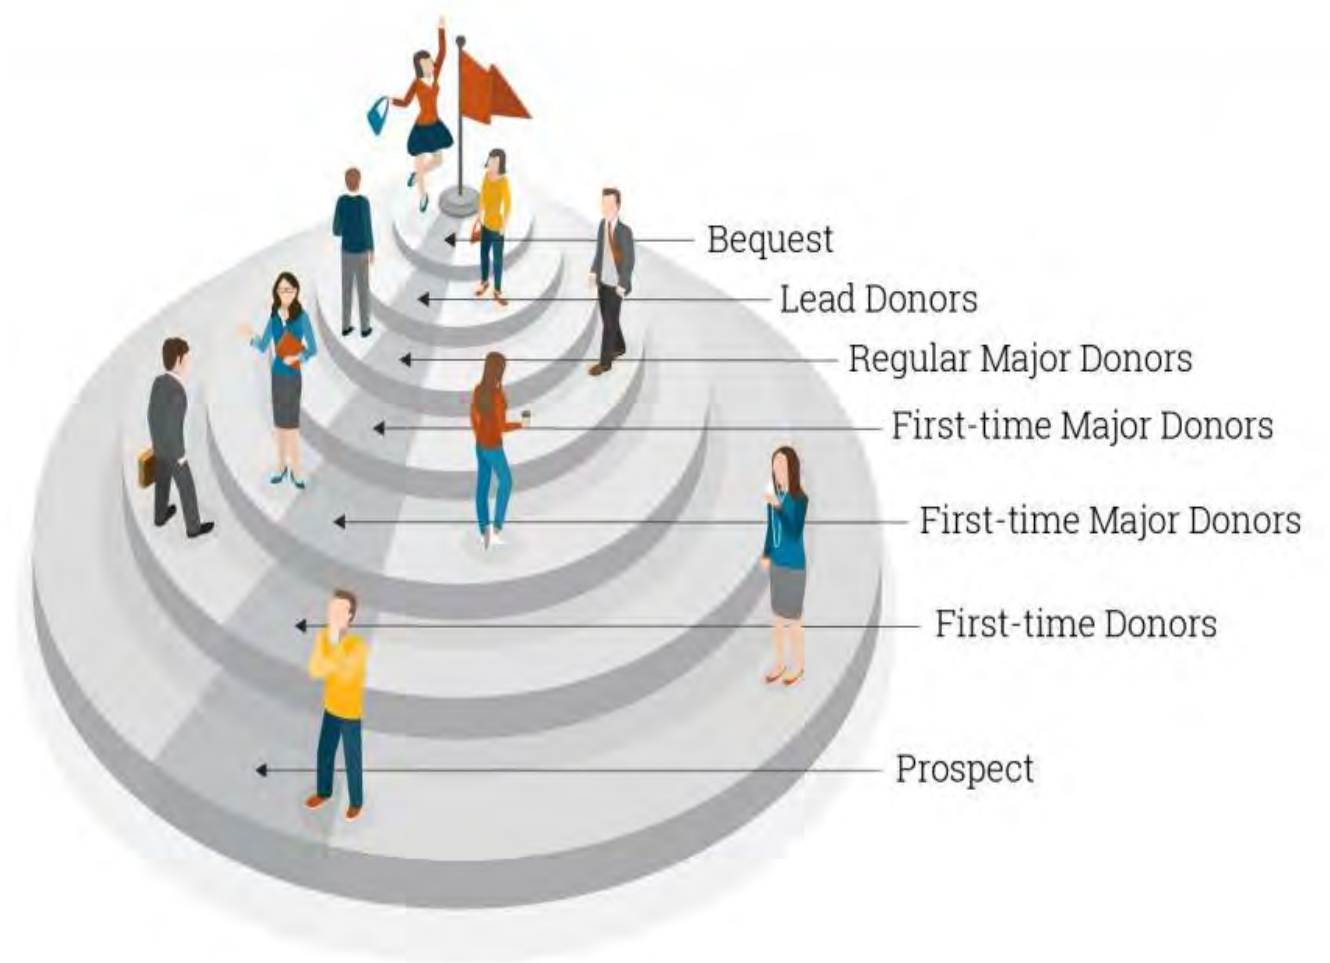 Bequest
Lead Donors
Regular Major Donors
First-time Major Donors
First-time Major Donors
First-time Donors
Prospect